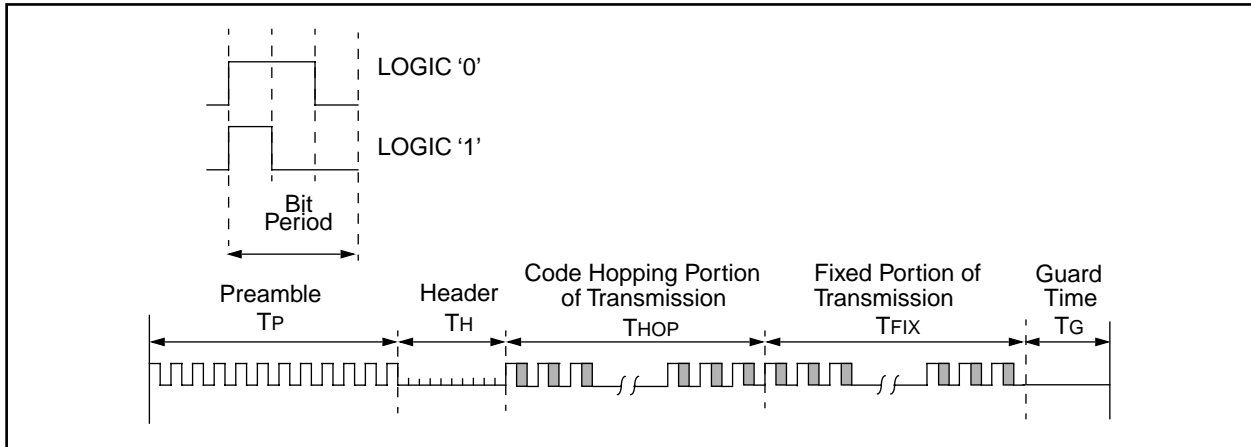 LOGIC ‘0’
LOGIC ‘1’
Bit
Period
Preamble
TP
Header
TH
Code Hopping Portion
of Transmission
THOP
Fixed Portion of
Transmission
TFIX
Guard
Time
TG